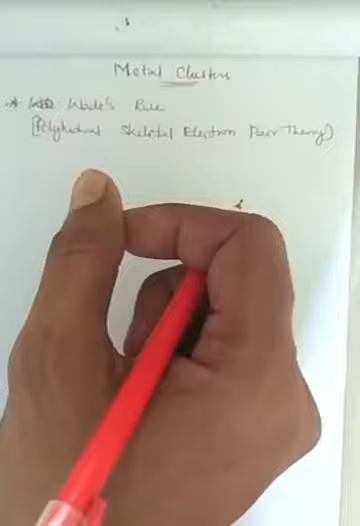 Metal Clusters
* Wade's Rule
[Polyhedral Skeletal Electron Pair Theory)